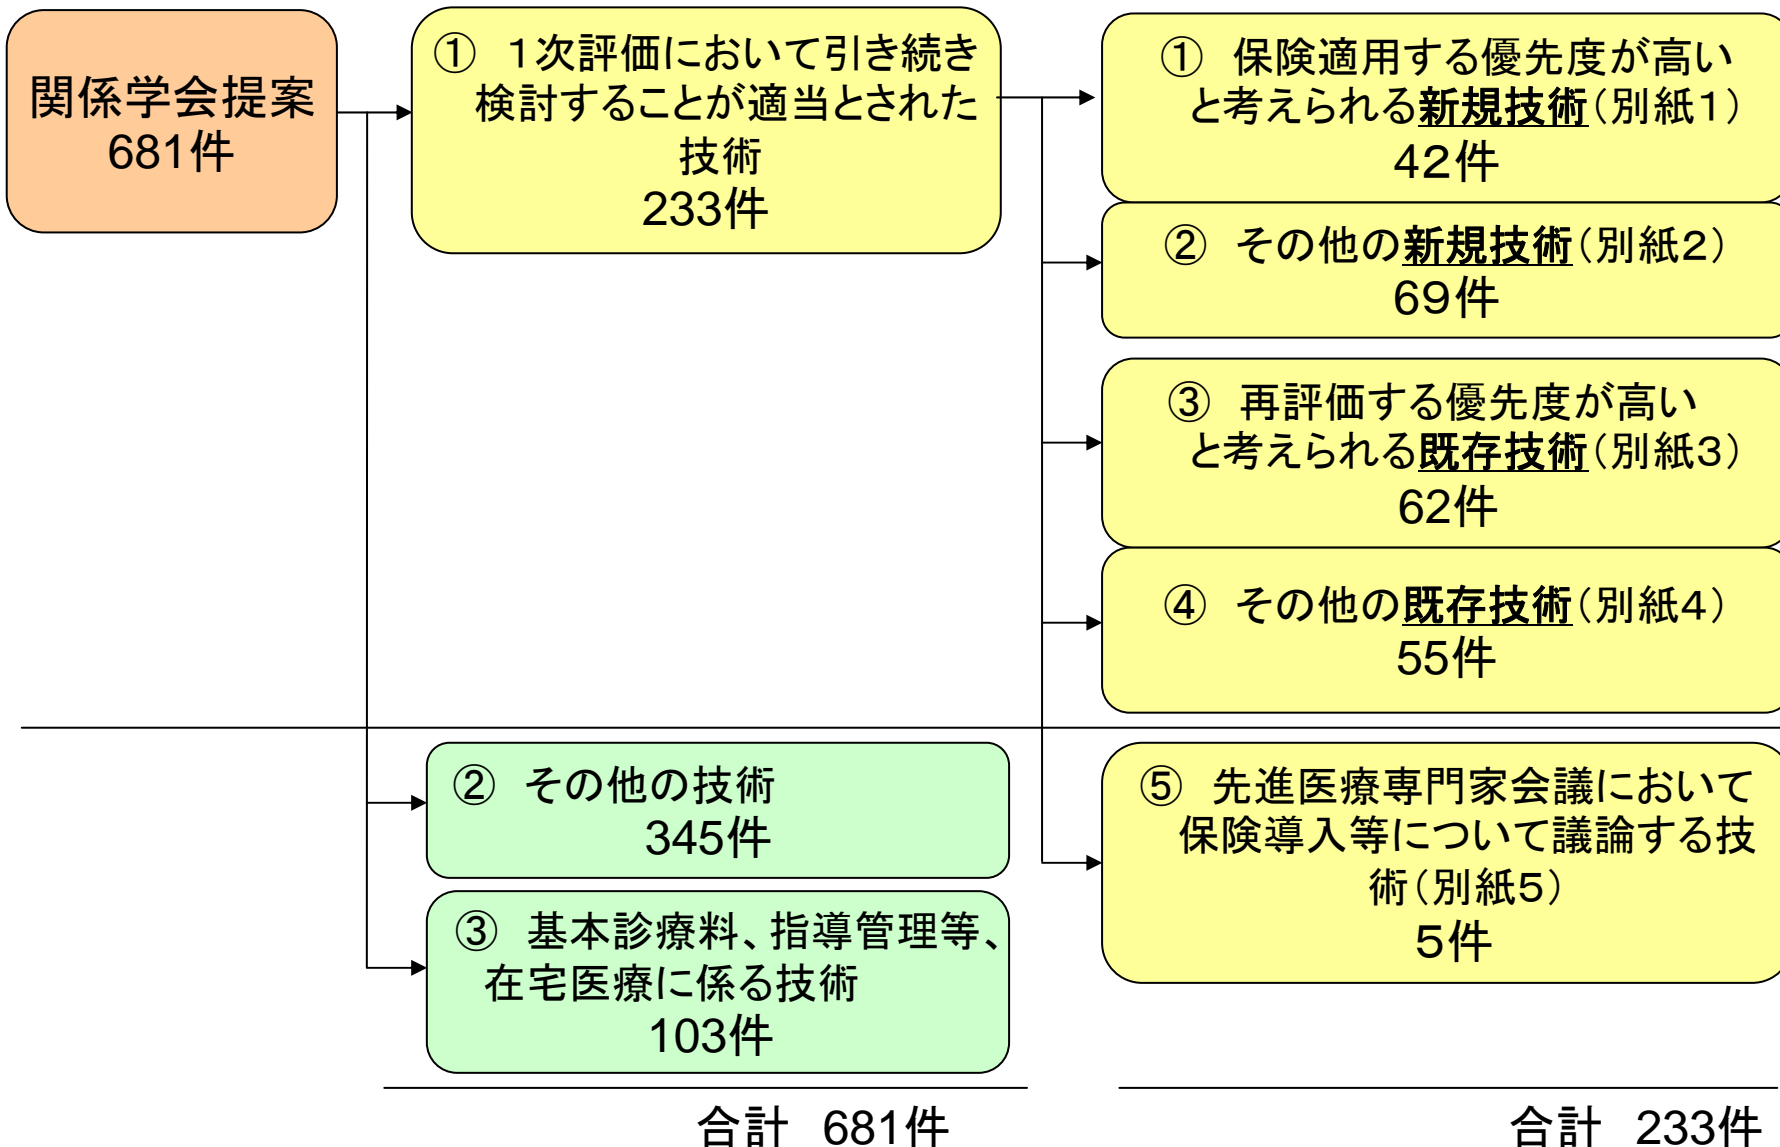 関係学会提案
681件
① １次評価において引き続き
検討することが適当とされた
技術
233件
① 保険適用する優先度が高い
と考えられる新規技術(別紙１)
４２件
② その他の新規技術(別紙２)
６９件
③ 再評価する優先度が高い
と考えられる既存技術(別紙３)
62件
④ その他の既存技術(別紙４)
55件
② その他の技術
345件
③ 基本診療料、指導管理等、
在宅医療に係る技術
103件
⑤ 先進医療専門家会議において
保険導入等について議論する技
術(別紙５)
５件
合計 681件
合計 233件